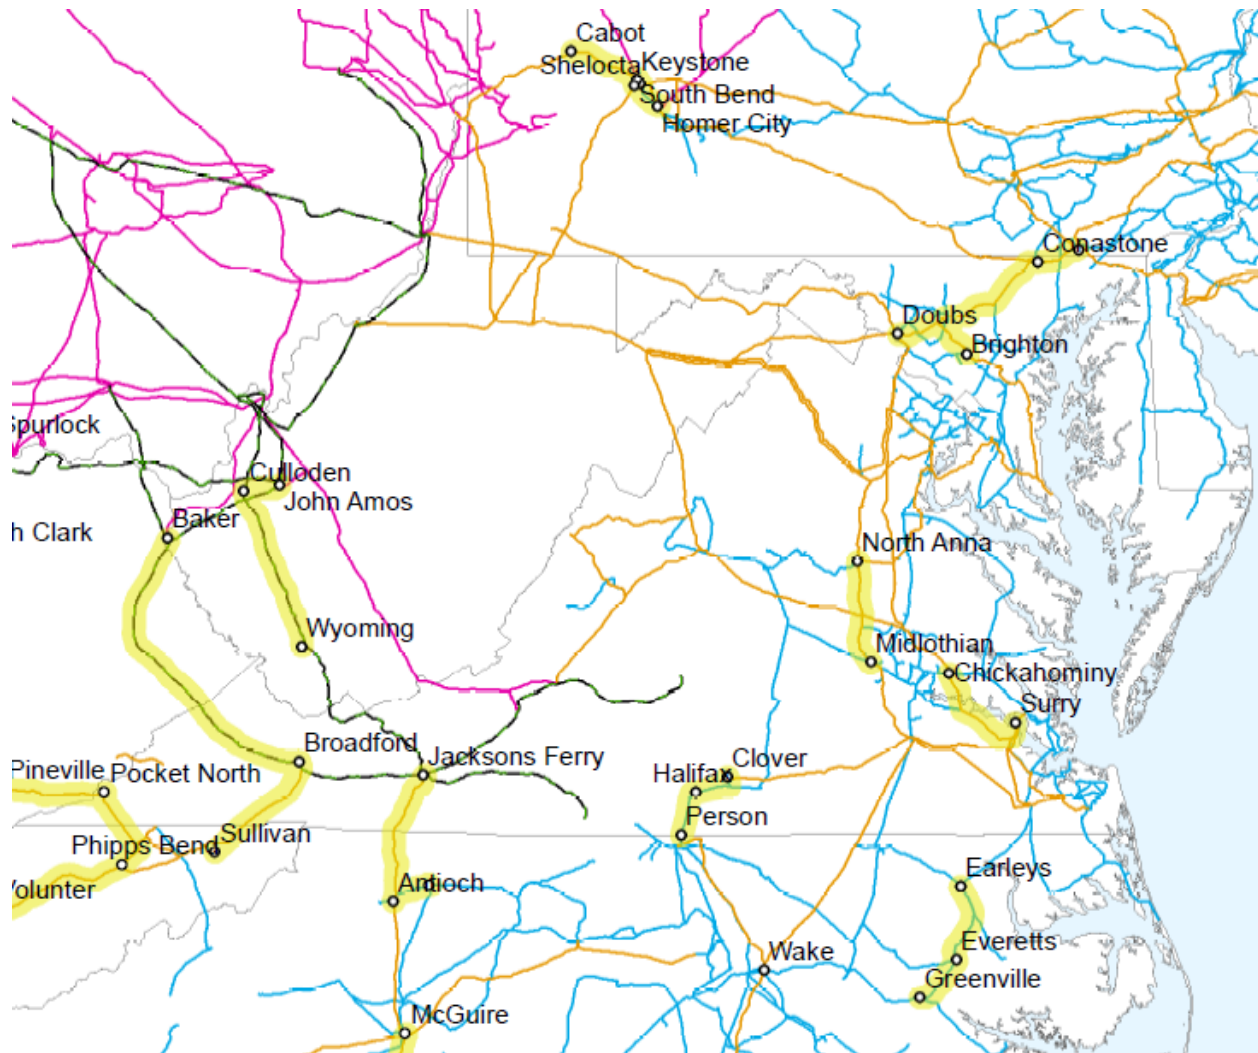 Cabot
Shelocta
Keystone
South Bend
Homer City
Conastone
Doubs
Brighton
Spurlock
Culloden
John Amos
Baker
h Clark
North Anna
Wyoming
Midlothian
Chickahominy
Surry
Broadford
Jacksons Ferry
Clover
Halifax
Pineville
Pocket North
Person
Phipps Bend
Sullivan
Volunter
Antioch
Earleys
Everetts
Wake
Greenville
McGuire